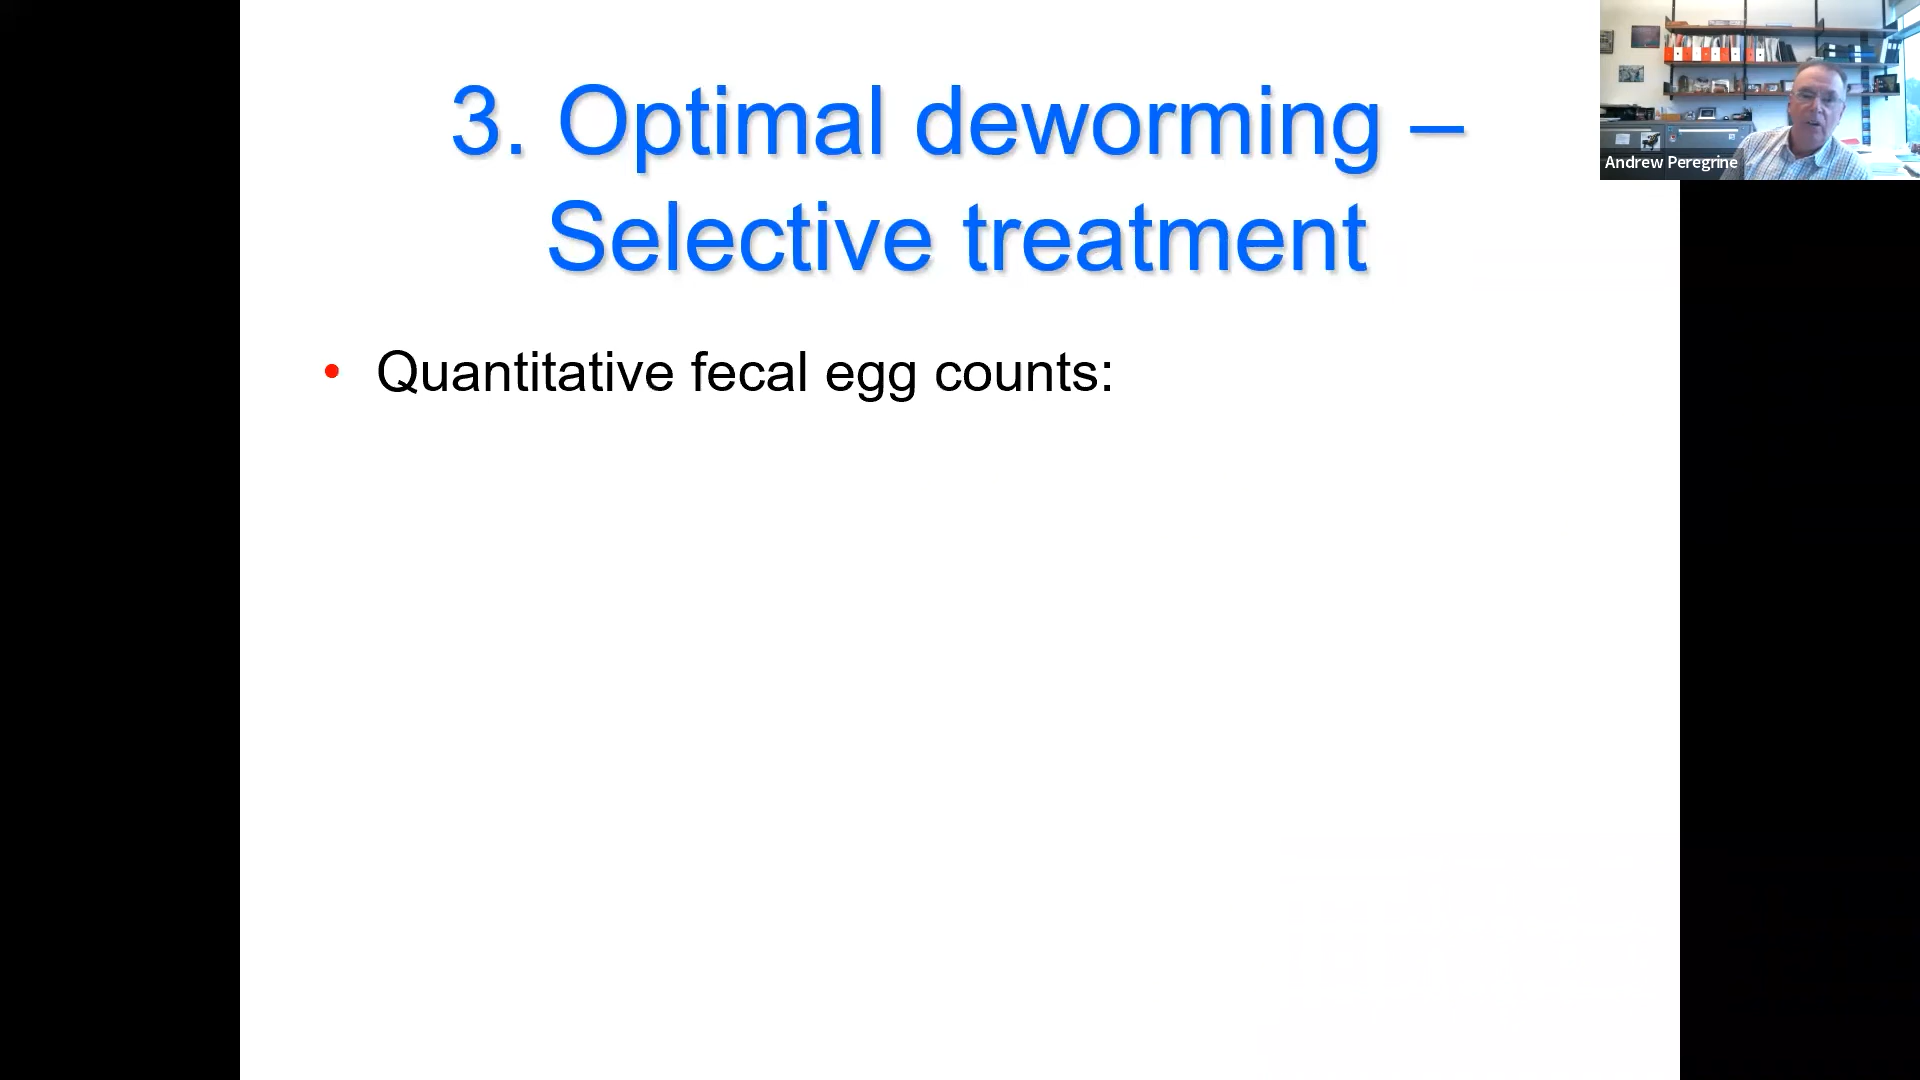 3. Optimal deworming –
Selective treatment
• Quantitative fecal egg counts:
Andrew Peregrine